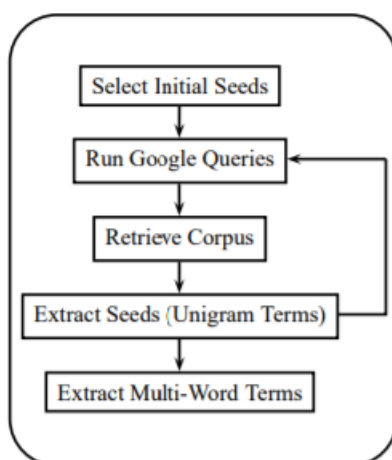 Select Initial Seeds
Run Google Queries
Retrieve Corpus
Extract Seeds (Unigram Terms)
Extract Multi-Word Terms